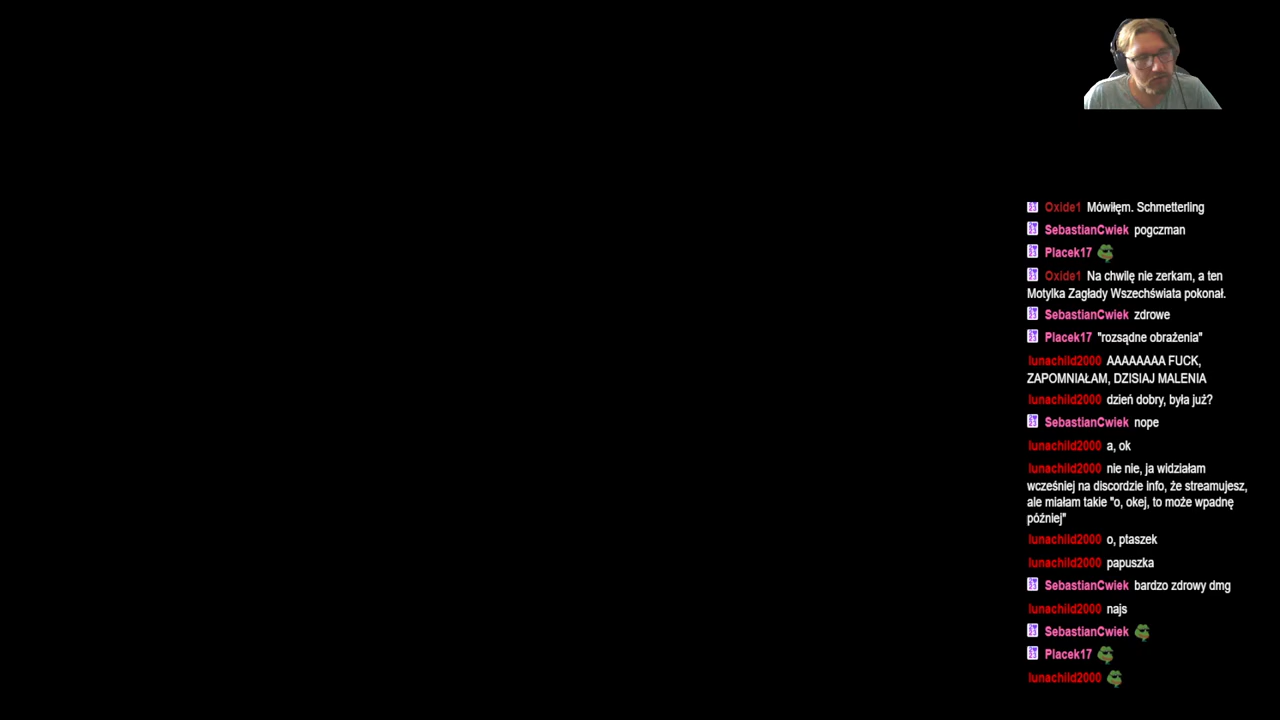 Oxide1 Mówiłęm. Schmetterling
SebastianCwiek pogczman
Placek17
Oxide1 Na chwilę nie zerkam, a ten
Motylka Zagłady Wszechświata pokonał.
SebastianCwiek zdrowe
Placek17 "rozsądne obrażenia"
lunachild2000 AAAAAAAA FUCK,
ZAPOMNIAŁAM, DZISIAJ MALENIA
lunachild2000 dzień dobry, była już?
SebastianCwiek nope
lunachild2000 a, ok
lunachild2000 nie nie, ja widziałam
wcześniej na discordzie info, że streamujesz,
ale miałam takie "o, okej, to może wpadnę
później"
lunachild2000 o, ptaszek
lunachild2000 papuszka
SebastianCwiek bardzo zdrowy dmg
lunachild2000 najs
SebastianCwiek
Placek17
lunachild2000